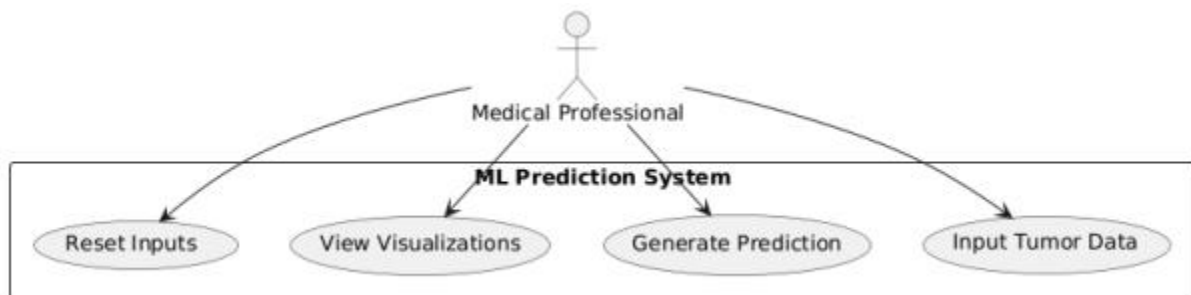 Medical Professional
ML Prediction System
Reset Inputs
View Visualizations
Generate Prediction
Input Tumor Data